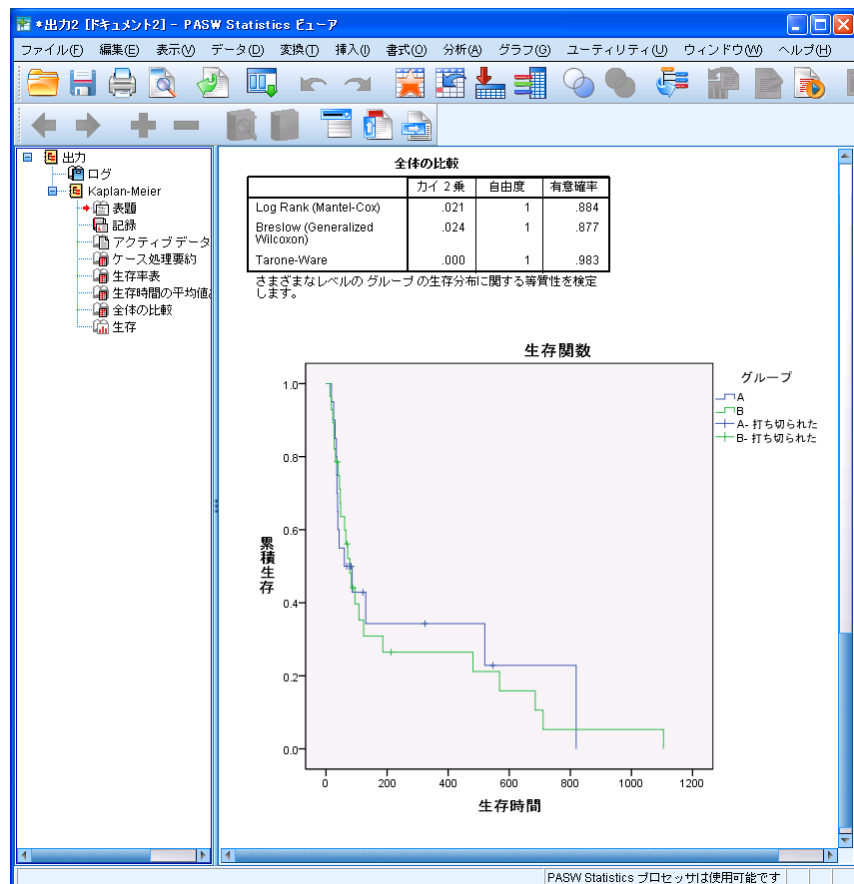 *出力2 [ドキュメント2] - PASW Statistics ビューア
ファイル(F) 編集(E) 表示(V) データ(D) 変換(T) 挿入(I) 書式(O) 分析(A) グラフ(G) ユーティリティ(U) ウィンドウ(W) ヘルプ(H)
出力
ログ
Kaplan-Meier
表題
記録
アクティブ データ
ケース処理要約
生存率表
生存時間の平均値
全体の比較
生存
全体の比較
カイ 2 乗 自由度 有意確率
Log Rank (Mantel-Cox) .021 1 .884
Breslow (Generalized
Wilcoxon) .024 1 .877
Tarone-Ware .000 1 .983
さまざまなレベルの グループ の生存分布に関する等質性を検定
します。
生存関数
グループ
A
B
A- 打ち切られた
B- 打ち切られた
累積生存
1.0
0.8
0.6
0.4
0.2
0.0
0 200 400 600 800 1000 1200
生存時間
PASW Statistics プロセッサは使用可能です